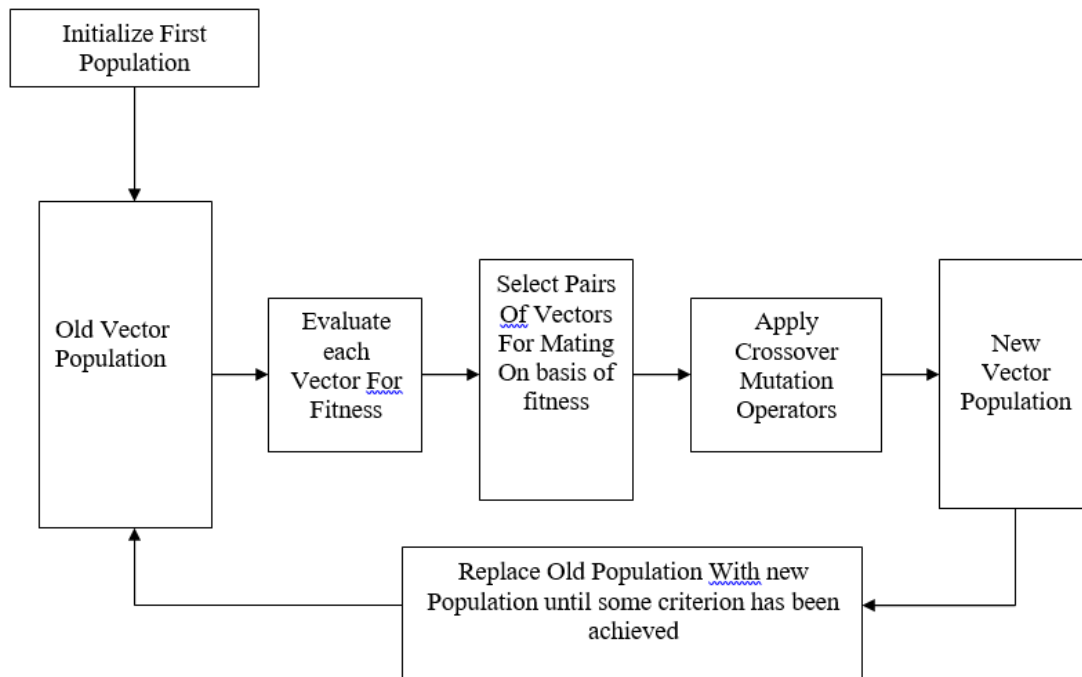 Initialize First
Population
Old Vector
Population
Evaluate
each
Vector For
Fitness
Select Pairs
Of Vectors
For Mating
On basis of
fitness
Apply
Crossover
Mutation
Operators
New
Vector
Population
Replace Old Population With new
Population until some criterion has been
achieved